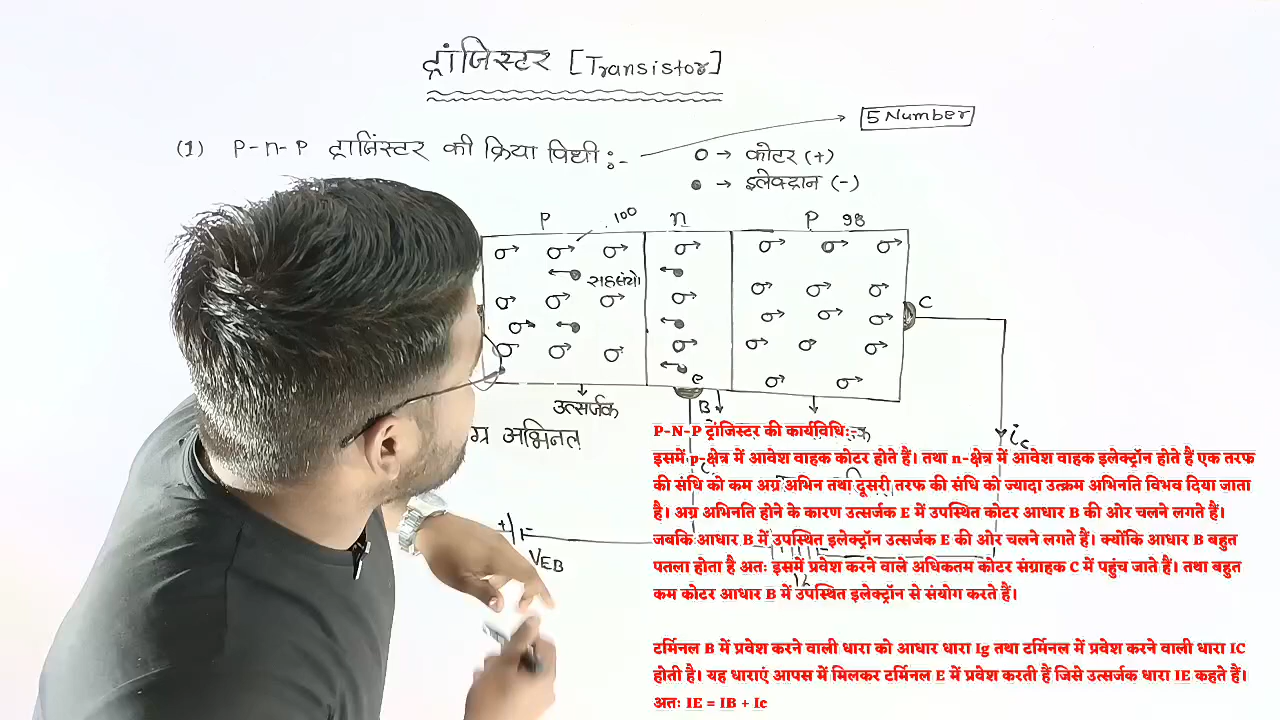 ट्रांजिस्टर [Transistor]
(1) P-n-P ट्राजिंस्टर की क्रिया विधी :-
5 Number
o → कोटर (+)
● → इलेक्ट्रान (-)
P 100 n P 98
सहसंयो
C
e
B
उत्सर्जक
ग्र अभिनत
ic
+ -
VEB
P-N-P ट्रांजिस्टर की कार्यविधि:-
इसमें p-क्षेत्र में आवेश वाहक कोटर होते हैं। तथा n-क्षेत्र में आवेश वाहक इलेक्ट्रॉन होते हैं एक तरफ
की संधि को कम अग्र अभिन तथा दूसरी तरफ की संधि को ज्यादा उत्क्रम अभिनति विभव दिया जाता
है। अग्र अभिनति होने के कारण उत्सर्जक E में उपस्थित कोटर आधार B की ओर चलने लगते हैं।
जबकि आधार B में उपस्थित इलेक्ट्रॉन उत्सर्जक E की ओर चलने लगते हैं। क्योंकि आधार B बहुत
पतला होता है अतः इसमें प्रवेश करने वाले अधिकतम कोटर संग्राहक C में पहुंच जाते हैं। तथा बहुत
कम कोटर आधार B में उपस्थित इलेक्ट्रॉन से संयोग करते हैं।
टर्मिनल B में प्रवेश करने वाली धारा को आधार धारा Ig तथा टर्मिनल में प्रवेश करने वाली धारा IC
होती है। यह धाराएं आपस में मिलकर टर्मिनल E में प्रवेश करती हैं जिसे उत्सर्जक धारा IE कहते हैं।
अतः IE = IB + Ic